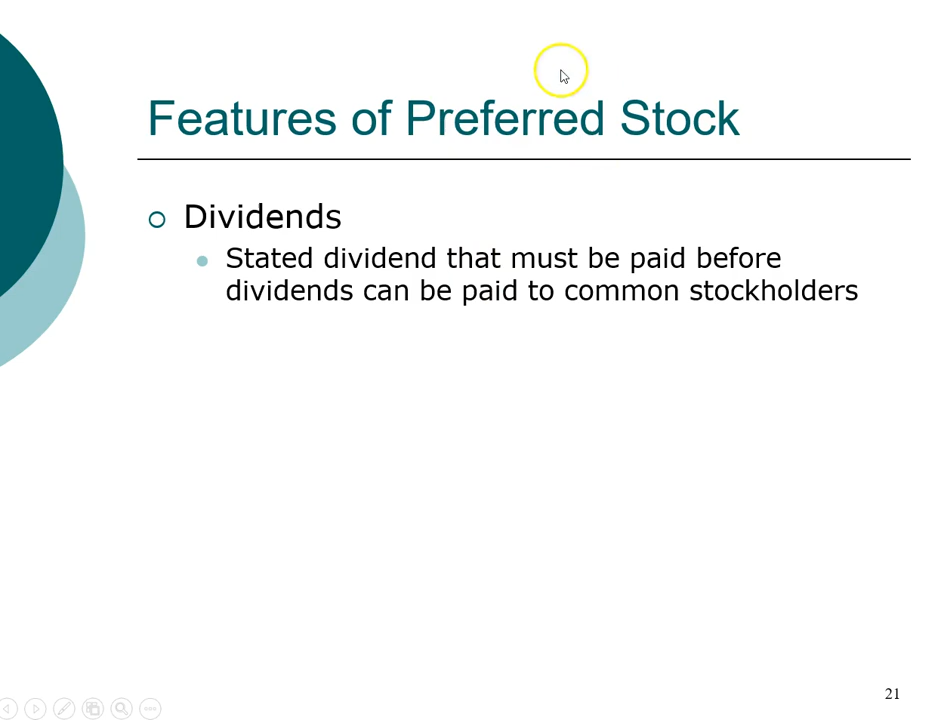 Features of Preferred Stock
Dividends
Stated dividend that must be paid before
dividends can be paid to common stockholders
21